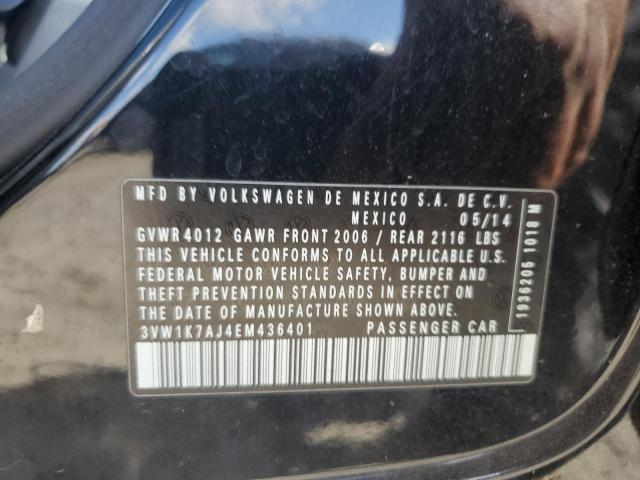 MFD BY VOLKSWAGEN DE MEXICO S.A. DE C.V.
MEXICO 05/14
GVWR 4012 GAWR FRONT 2006 / REAR 2116 LBS
THIS VEHICLE CONFORMS TO ALL APPLICABLE U.S.
FEDERAL MOTOR VEHICLE SAFETY, BUMPER AND
THEFT PREVENTION STANDARDS IN EFFECT ON
THE DATE OF MANUFACTURE SHOWN ABOVE.
3VW1K7AJ4EM436401 PASSENGER CAR
1936205 1018 M